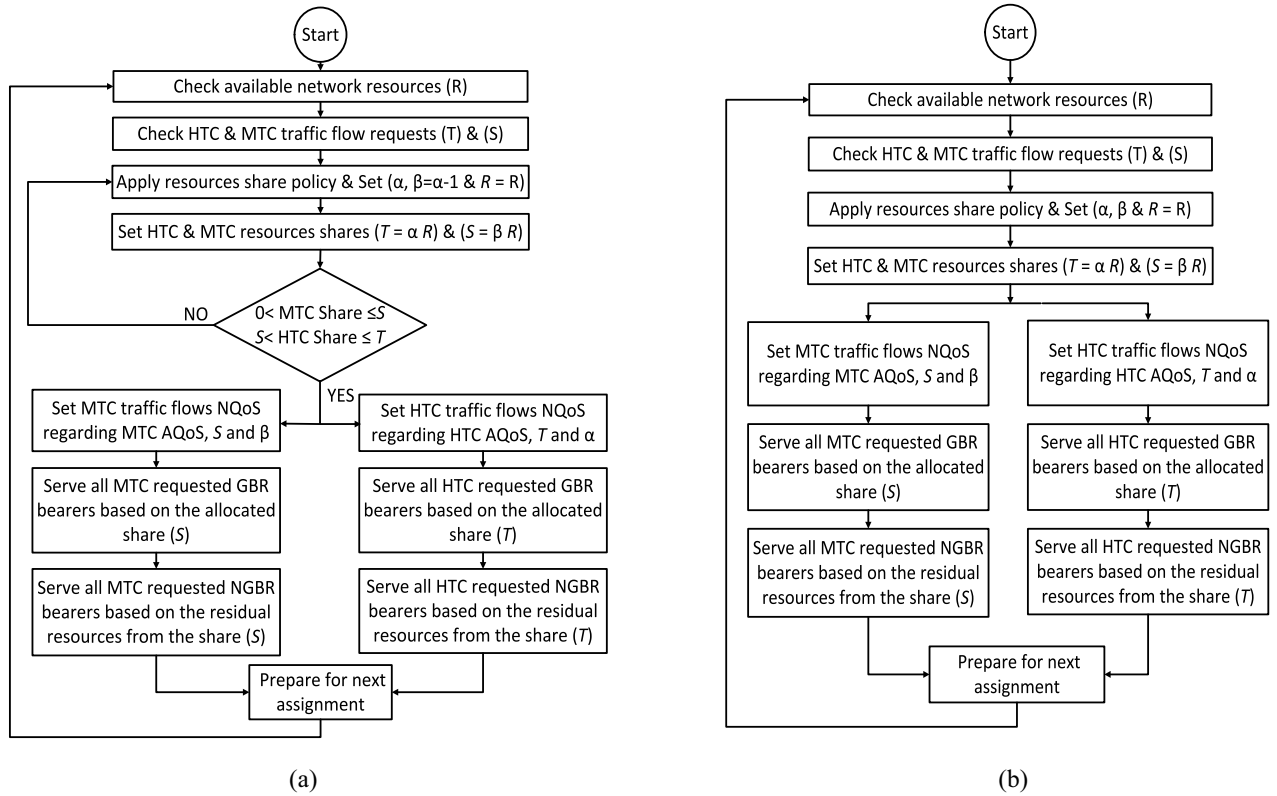 Start
Check available network resources (R)
Check HTC & MTC traffic flow requests (T) & (S)
Apply resources share policy & Set (α, β=α-1 & R = R)
Set HTC & MTC resources shares (T = α R) & (S = β R)
0< MTC Share ≤S
S< HTC Share ≤ T
NO
YES
Set MTC traffic flows NQoS
regarding MTC AQoS, S and β
Set HTC traffic flows NQoS
regarding HTC AQoS, T and α
Serve all MTC requested GBR
bearers based on the allocated
share (S)
Serve all HTC requested GBR
bearers based on the allocated
share (T)
Serve all MTC requested NGBR
bearers based on the residual
resources from the share (S)
Serve all HTC requested NGBR
bearers based on the residual
resources from the share (T)
Prepare for next
assignment
(a)
Start
Check available network resources (R)
Check HTC & MTC traffic flow requests (T) & (S)
Apply resources share policy & Set (α, β & R = R)
Set HTC & MTC resources shares (T = α R) & (S = β R)
Set MTC traffic flows NQoS
regarding MTC AQoS, S and β
Set HTC traffic flows NQoS
regarding HTC AQoS, T and α
Serve all MTC requested GBR
bearers based on the allocated
share (S)
Serve all HTC requested GBR
bearers based on the allocated
share (T)
Serve all MTC requested NGBR
bearers based on the residual
resources from the share (S)
Serve all HTC requested NGBR
bearers based on the residual
resources from the share (T)
Prepare for next
assignment
(b)